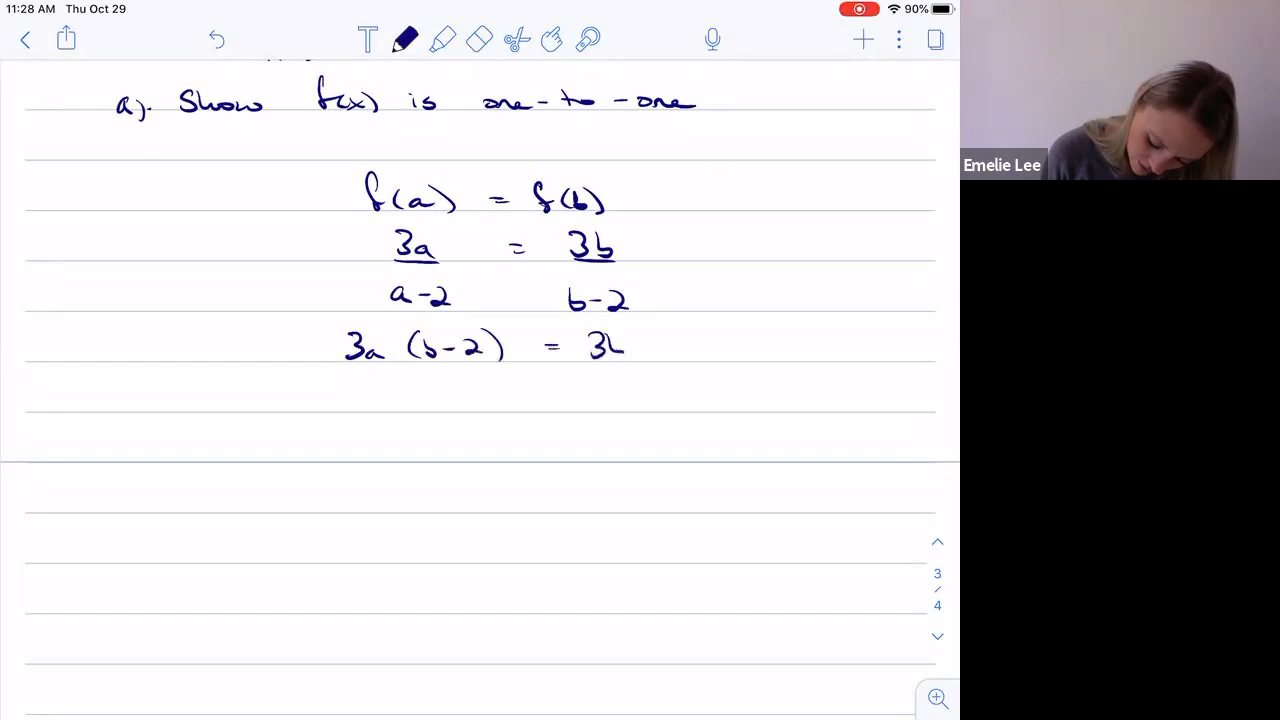 11:28 AM Thu Oct 29 90%
T
a). Show f(x) is one-to-one
f(a) = f(b)
3a = 3b
a-2 b-2
3a (b-2) = 3b
3
4
Emelie Lee